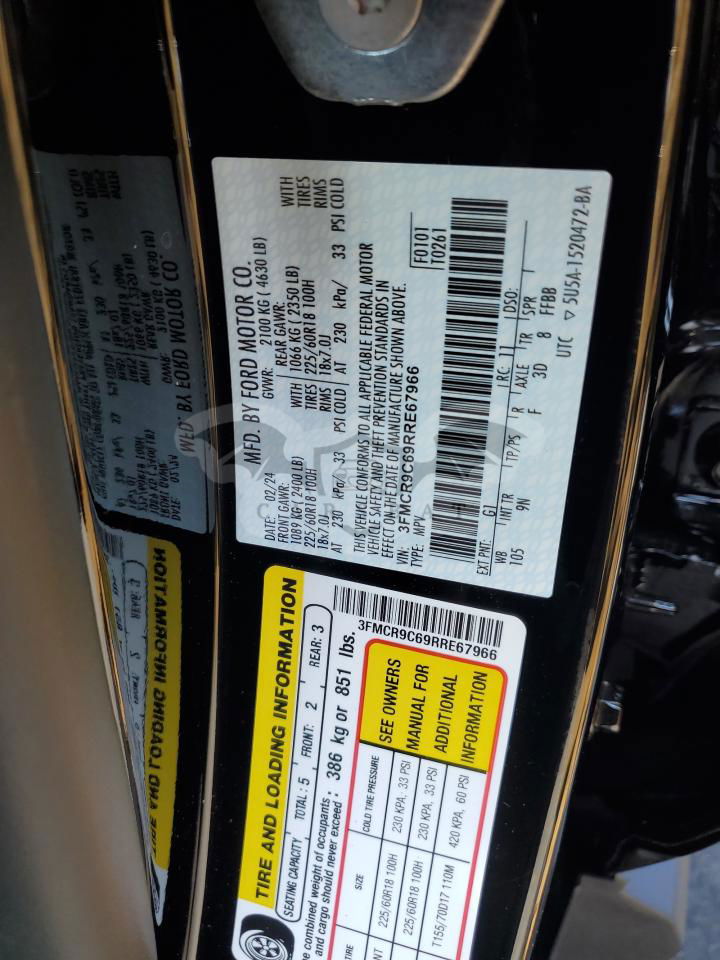 MFD. BY FORD MOTOR CO.
DATE: 02/24 GVWR: 2100 KG ( 4630 LB)
FRONT GAWR: REAR GAWR:
1089 KG ( 2400 LB) WITH 1066 KG ( 2350 LB) WITH
225/60R18 100H TIRES 225/60R18 100H TIRES
18x7.0J RIMS 18x7.0J RIMS
AT 230 kPa/ 33 PSI COLD AT 230 kPa/ 33 PSI COLD
THIS VEHICLE CONFORMS TO ALL APPLICABLE FEDERAL MOTOR
VEHICLE SAFETY AND THEFT PREVENTION STANDARDS IN
EFFECT ON THE DATE OF MANUFACTURE SHOWN ABOVE.
VIN: 3FMCR9C69RRE67966
TYPE: MPV
F0101
T0261
EXT PNT: G1 RC: 11 DSO:
WB INT TR TP/PS R AXLE TR SPR
105 9N F 3D 8 FFBB
UTC ▽ 5U5A-1520472-BA
TIRE AND LOADING INFORMATION
SEATING CAPACITY TOTAL: 5 FRONT: 2 REAR: 3
combined weight of occupants
and cargo should never exceed: 386 kg or 851 lbs.
3FMCR9C69RRE67966
SIZE COLD TIRE PRESSURE
225/60R18 100H 230 KPA, 33 PSI
225/60R18 100H 230 KPA, 33 PSI
T155/70D17 110M 420 KPA, 60 PSI
SEE OWNERS
MANUAL FOR
ADDITIONAL
INFORMATION